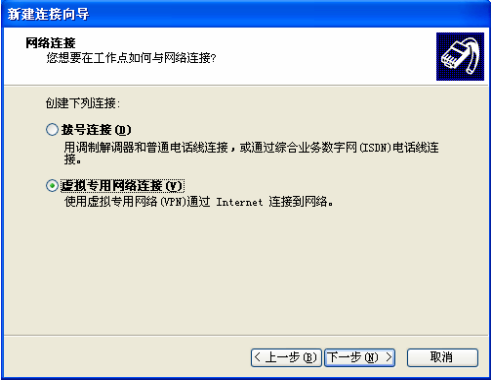 新建连接向导
网络连接
您想要在工作点如何与网络连接?
创建下列连接:
拨号连接(D)
用调制解调器和普通电话线连接，或通过综合业务数字网(ISDN)电话线连
接。
虚拟专用网络连接(V)
使用虚拟专用网络(VPN)通过 Internet 连接到网络。
< 上一步(B) 下一步(N) > 取消